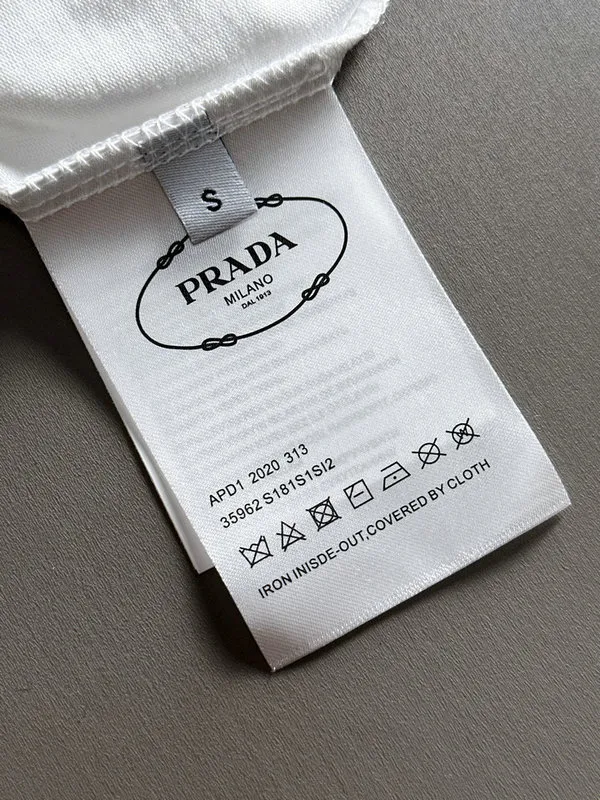 S
PRADA
MILANO
DAL 1913
APD1 2020 313
35962 S181S1SI2
IRON INISDE-OUT,COVERED BY CLOTH